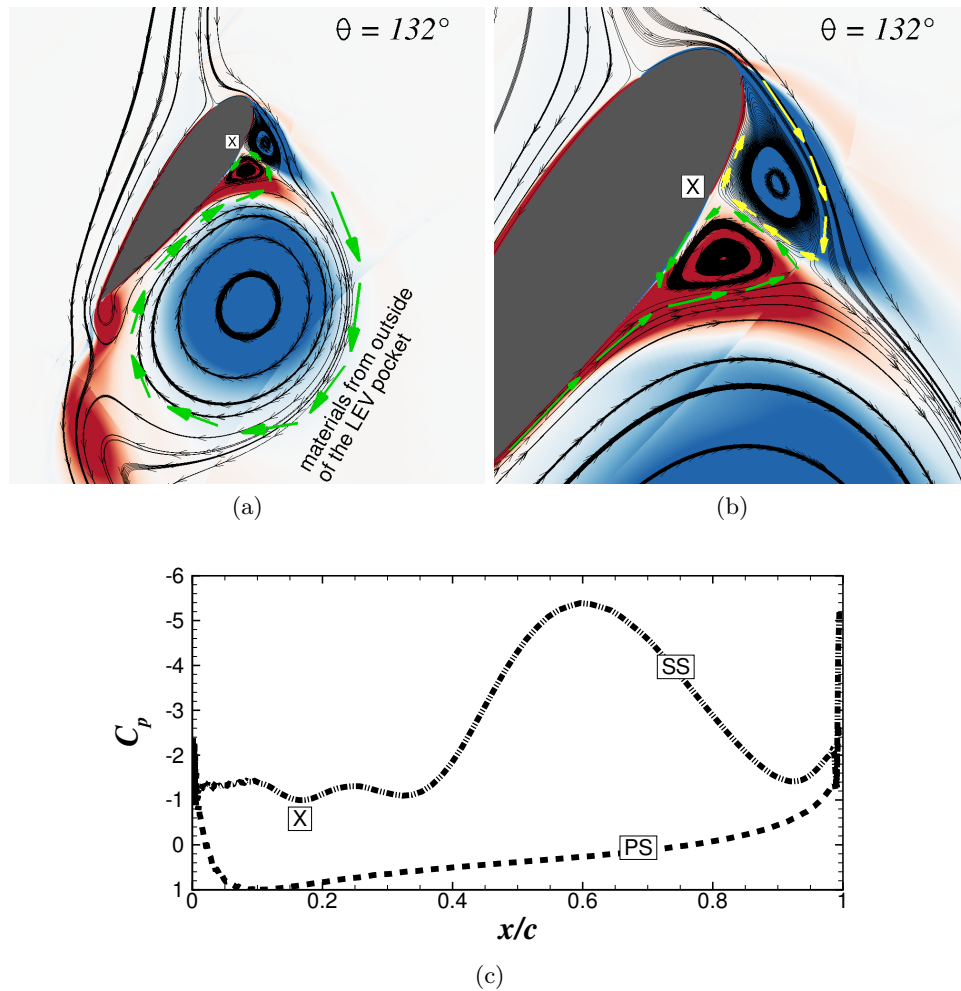 θ = 132°
X
materials from outside
of the LEV pocket
(a)
θ = 132°
X
(b)
-6
-5
-4
-3
-2
-1
0
1
C_p
SS
X
PS
0
0.2
0.4
0.6
0.8
1
x/c
(c)